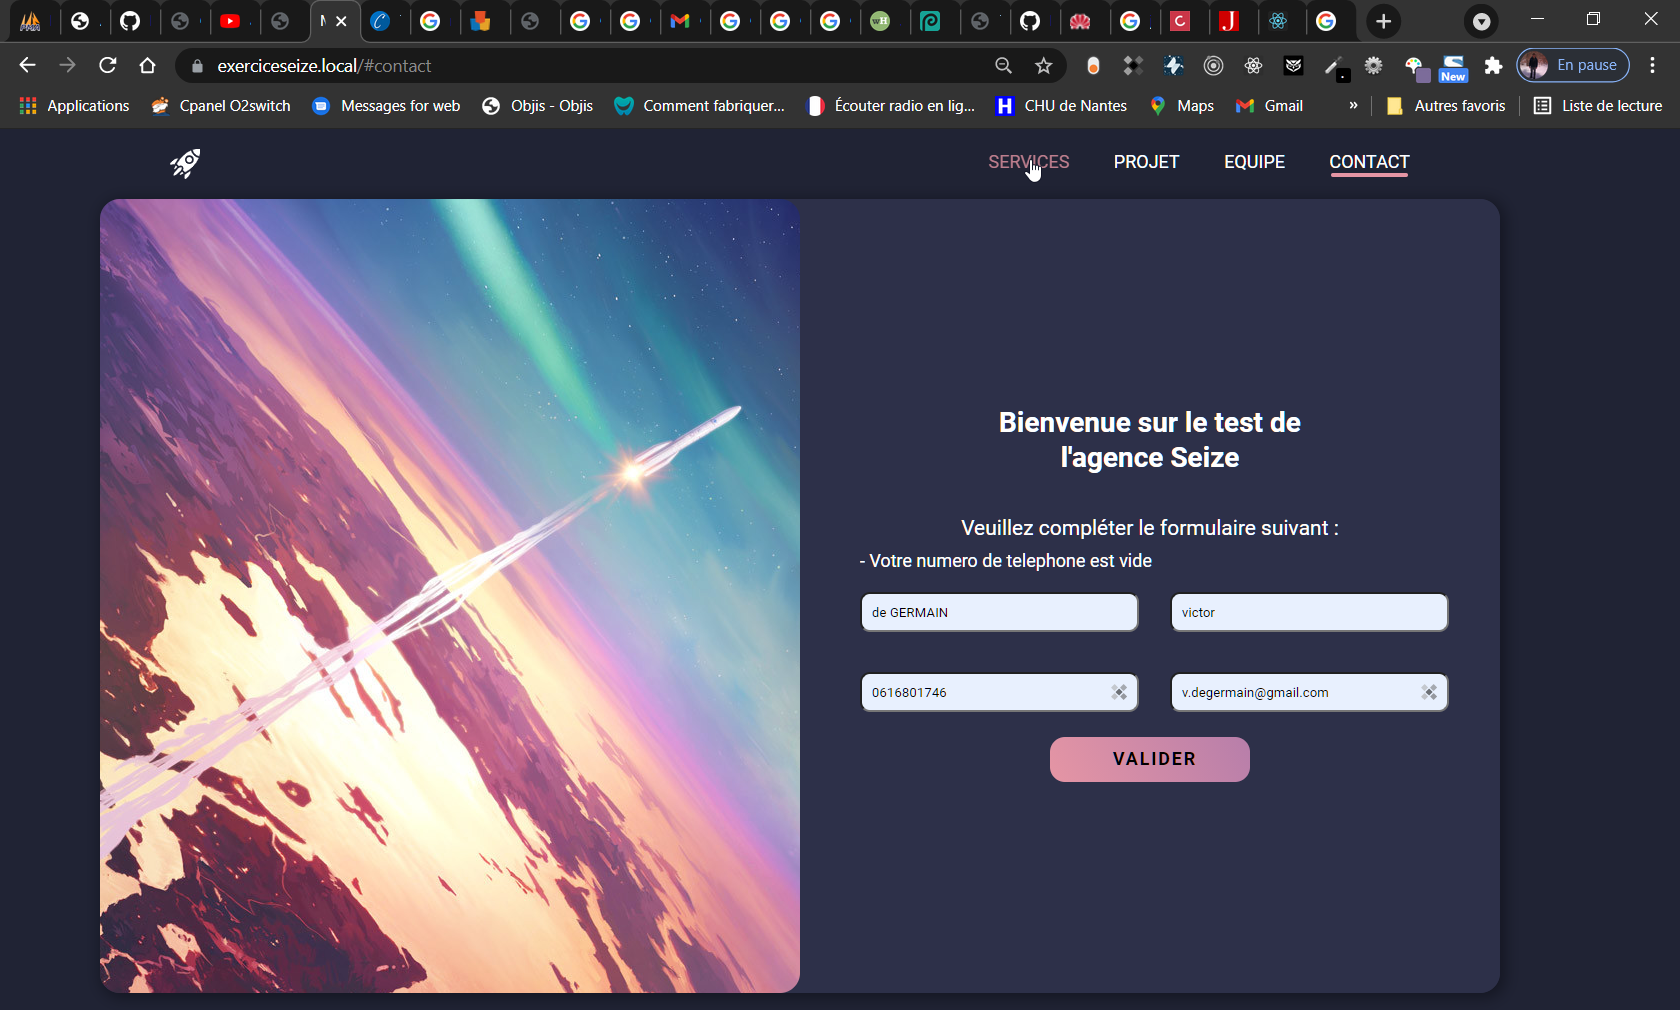 exerciceseize.local/#contact
New
En pause
Applications
Cpanel O2switch
Messages for web
Objis - Objis
Comment fabriquer...
Écouter radio en lig...
H CHU de Nantes
Maps
Gmail
»
Autres favoris
Liste de lecture
SERVICES
PROJET
EQUIPE
CONTACT
Bienvenue sur le test de
l'agence Seize
Veuillez compléter le formulaire suivant :
- Votre numero de telephone est vide
de GERMAIN
victor
0616801746
v.degermain@gmail.com
VALIDER